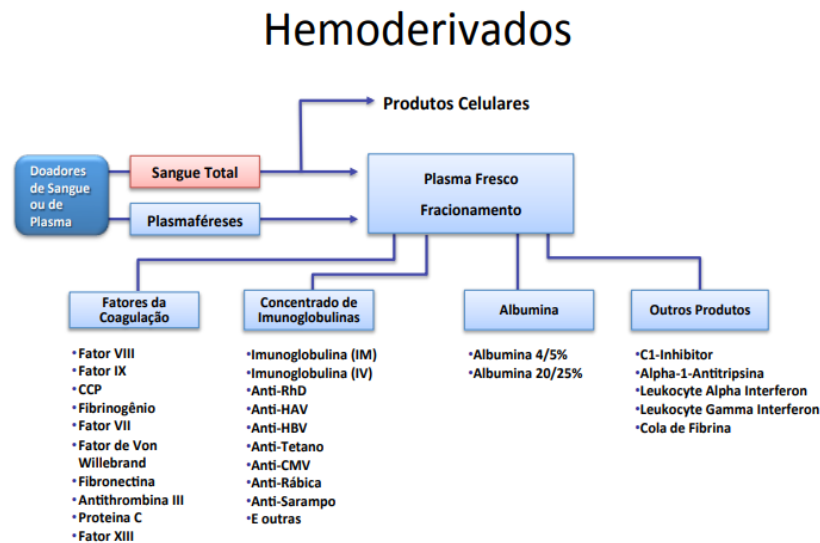 Hemoderivados
Produtos Celulares
Doadores
de Sangue
ou de
Plasma
Sangue Total
Plasmaféreses
Plasma Fresco
Fracionamento
Fatores da
Coagulação
•Fator VIII
•Fator IX
•CCP
•Fibrinogênio
•Fator VII
•Fator de Von
Willebrand
•Fibronectina
•Antithrombina III
•Proteina C
•Fator XIII
Concentrado de
Imunoglobulinas
•Imunoglobulina (IM)
•Imunoglobulina (IV)
•Anti-RhD
•Anti-HAV
•Anti-HBV
•Anti-Tetano
•Anti-CMV
•Anti-Rábica
•Anti-Sarampo
•E outras
Albumina
•Albumina 4/5%
•Albumina 20/25%
Outros Produtos
•C1-Inhibitor
•Alpha-1-Antitripsina
•Leukocyte Alpha Interferon
•Leukocyte Gamma Interferon
•Cola de Fibrina